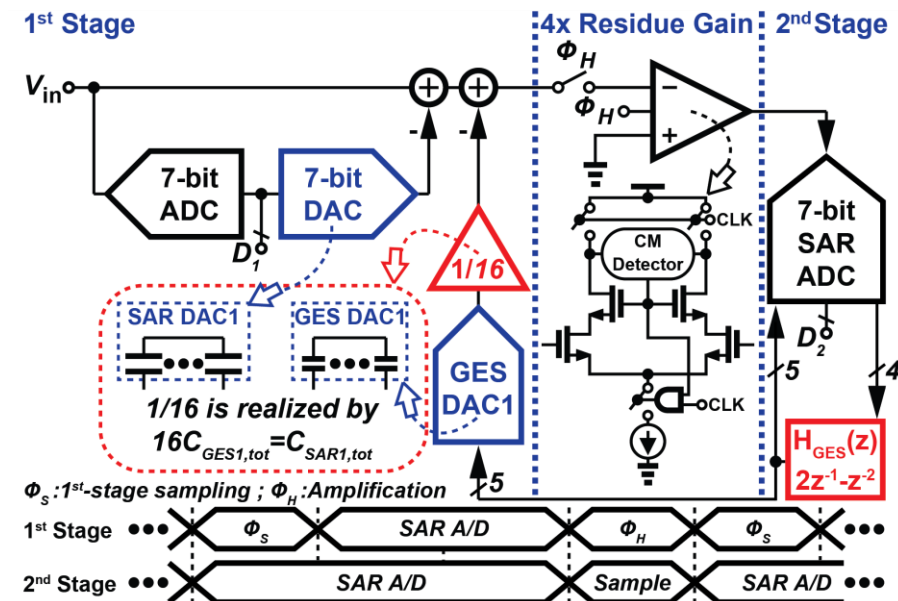 1st Stage
4x Residue Gain
2nd Stage
Vin
+
+
-
-
ΦH
ΦH
−
+
7-bit
ADC
D1
7-bit
DAC
1/16
CLK
CM
Detector
CLK
7-bit
SAR
ADC
D2
SAR DAC1
GES DAC1
1/16 is realized by
16CGES1,tot=CSAR1,tot
GES
DAC1
5
5
4
HGES(z)
2z-1-z-2
ΦS:1st-stage sampling ; ΦH:Amplification
1st Stage ••• ΦS SAR A/D ΦH ΦS •••
2nd Stage ••• SAR A/D Sample SAR A/D •••